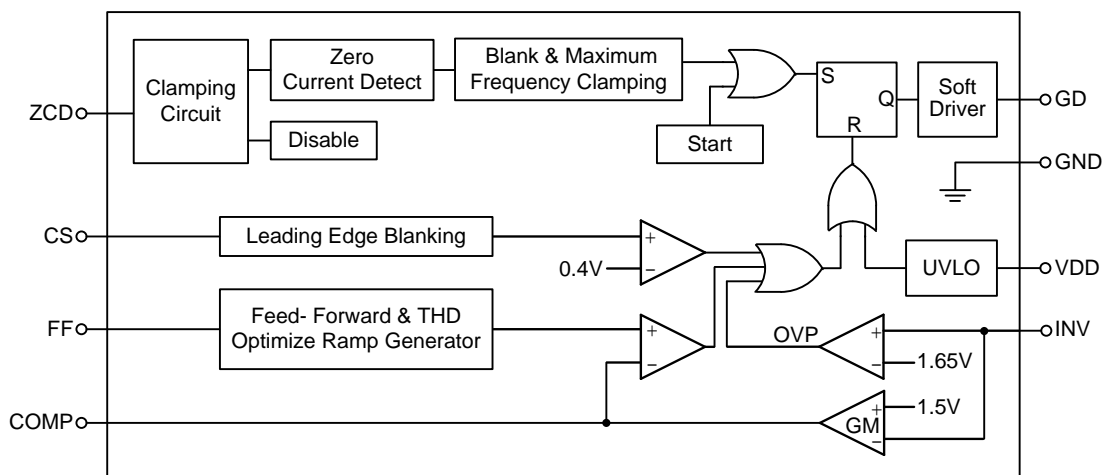 Zero
Current Detect
Blank & Maximum
Frequency Clamping
Clamping
Circuit
ZCD
Disable
Start
S
Q
R
Soft
Driver
GD
GND
CS
Leading Edge Blanking
+
−
0.4V
UVLO
VDD
FF
Feed- Forward & THD
Optimize Ramp Generator
+
−
OVP
+
−
1.65V
INV
COMP
GM
+
−
1.5V